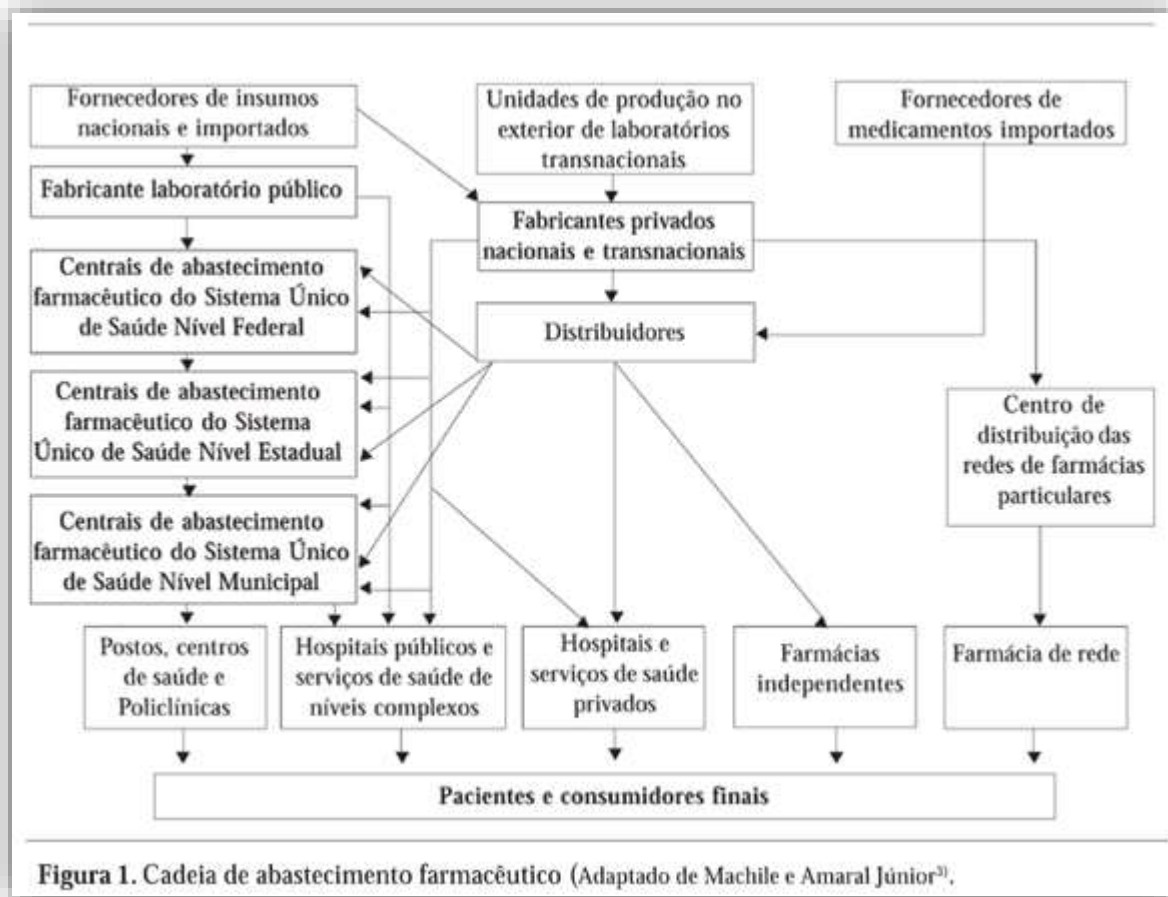 Fornecedores de insumos
nacionais e importados
Unidades de produção no
exterior de laboratórios
transnacionais
Fornecedores de
medicamentos importados
Fabricante laboratório público
Fabricantes privados
nacionais e transnacionais
Centrais de abastecimento
farmacêutico do Sistema Único
de Saúde Nível Federal
Distribuidores
Centrais de abastecimento
farmacêutico do Sistema
Único de Saúde Nível Estadual
Centro de
distribuição das
redes de farmácias
particulares
Centrais de abastecimento
farmacêutico do Sistema Único
de Saúde Nível Municipal
Postos, centros
de saúde e
Policlínicas
Hospitais públicos e
serviços de saúde de
níveis complexos
Hospitais e
serviços de saúde
privados
Farmácias
independentes
Farmácia de rede
Pacientes e consumidores finais
Figura 1. Cadeia de abastecimento farmacêutico (Adaptado de Machile e Amaral Júnior³⁾.